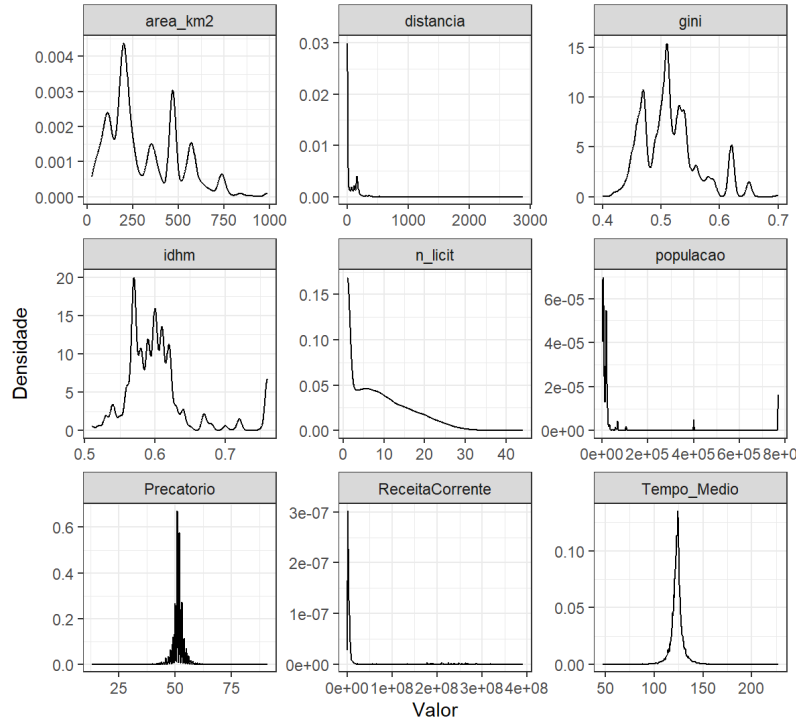 area_km2 distancia gini
0.004 0.03 15
0.003 0.02 10
0.002 0.01 5
0.001 0.00 0
0.000
0 250 500 750 1000 0 1000 2000 3000 0.4 0.5 0.6 0.7
idhm n_licit populacao
20 0.15 6e-05
15 0.10 4e-05
10 0.05 2e-05
5 0.00 0e+00
0
0.5 0.6 0.7 0 10 20 30 40 0e+00 2e+05 4e+05 6e+05 8e+
Densidade
Precatorio ReceitaCorrente Tempo_Medio
0.6 3e-07 0.10
0.4 2e-07 0.05
0.2 1e-07 0.00
0.0 0e+00
25 50 75 0e+00 1e+08 2e+08 3e+08 4e+08 50 100 150 200
Valor